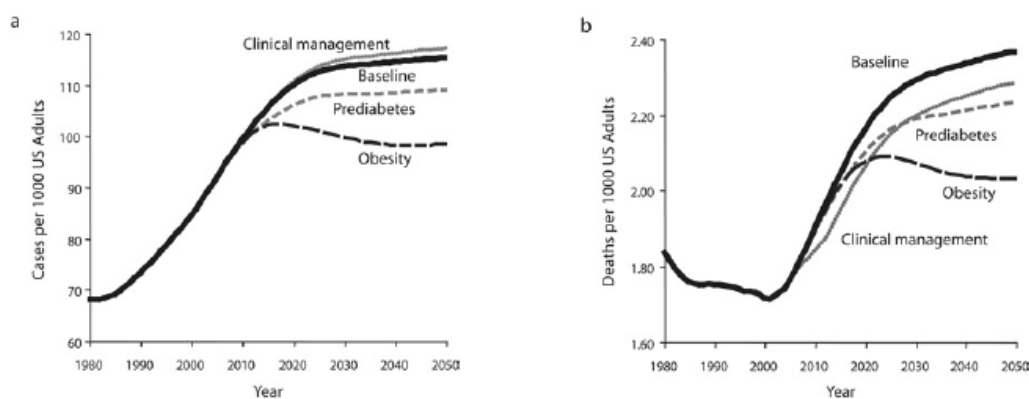 a
Cases per 1000 US Adults
120
110
100
90
80
70
60
Clinical management
Baseline
Prediabetes
Obesity
1980 1990 2000 2010 2020 2030 2040 2050
Year
b
Deaths per 1000 US Adults
2.40
2.20
2.00
1.80
1.60
Baseline
Prediabetes
Obesity
Clinical management
1980 1990 2000 2010 2020 2030 2040 2050
Year